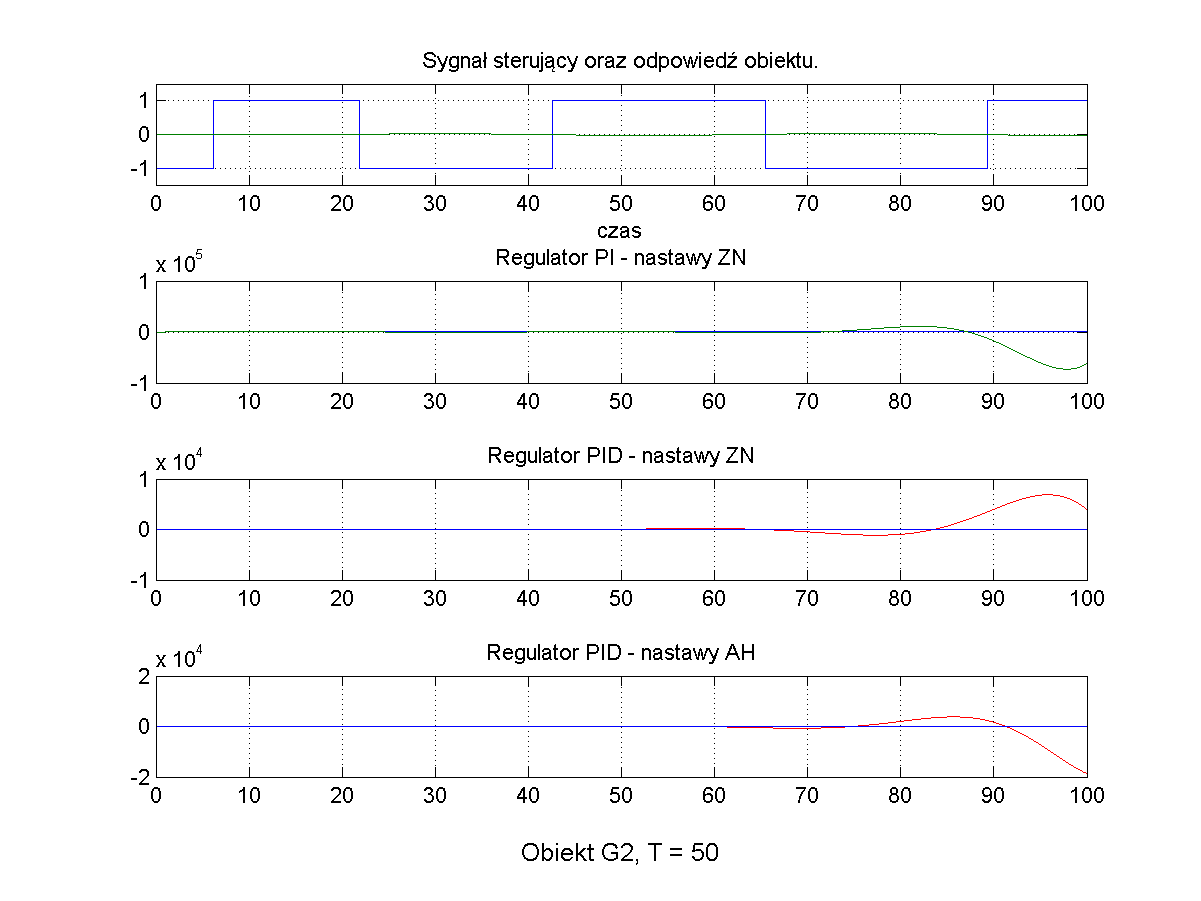 Sygnał sterujący oraz odpowiedź obiektu.
1
0
-1
0 10 20 30 40 50 60 70 80 90 100
czas
Regulator PI - nastawy ZN
x 10^5
1
0
-1
0 10 20 30 40 50 60 70 80 90 100
Regulator PID - nastawy ZN
x 10^4
1
0
-1
0 10 20 30 40 50 60 70 80 90 100
Regulator PID - nastawy AH
x 10^4
2
0
-2
0 10 20 30 40 50 60 70 80 90 100
Obiekt G2, T = 50